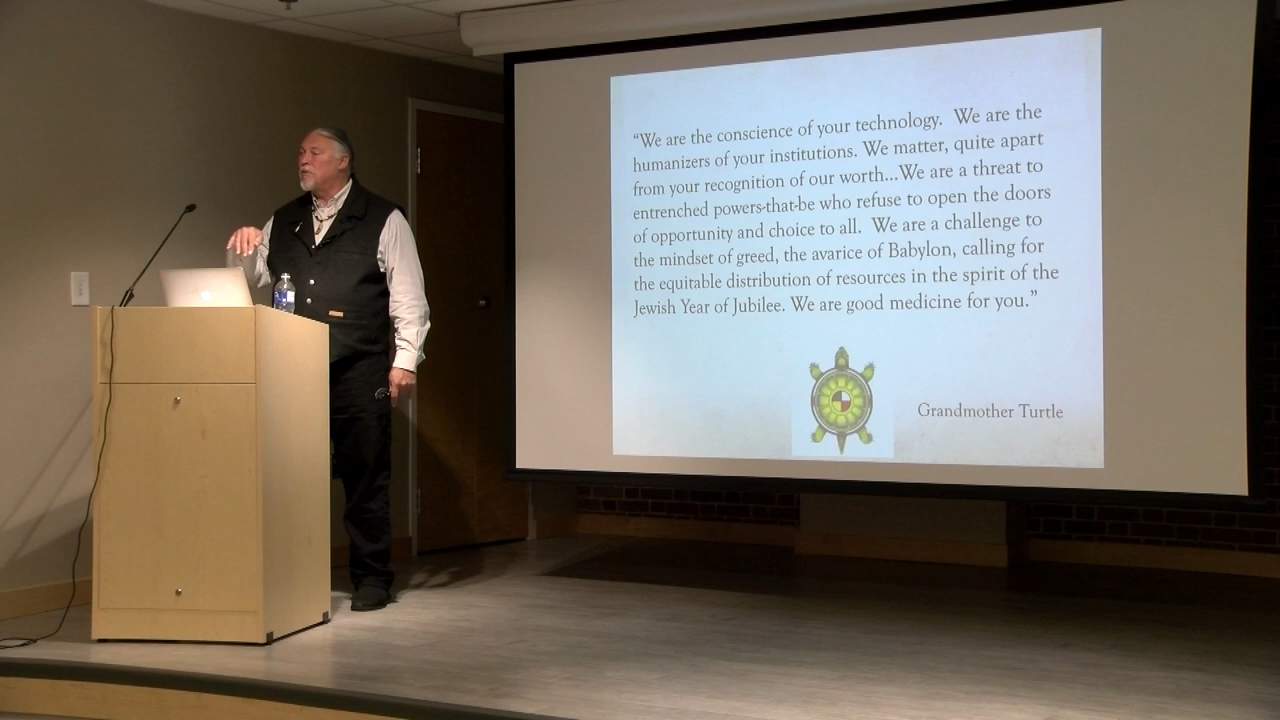 “We are the conscience of your technology.  We are the
humanizers of your institutions. We matter, quite apart
from your recognition of our worth...We are a threat to
entrenched powers-that-be who refuse to open the doors
of opportunity and choice to all.  We are a challenge to
the mindset of greed, the avarice of Babylon, calling for
the equitable distribution of resources in the spirit of the
Jewish Year of Jubilee. We are good medicine for you.”
Grandmother Turtle